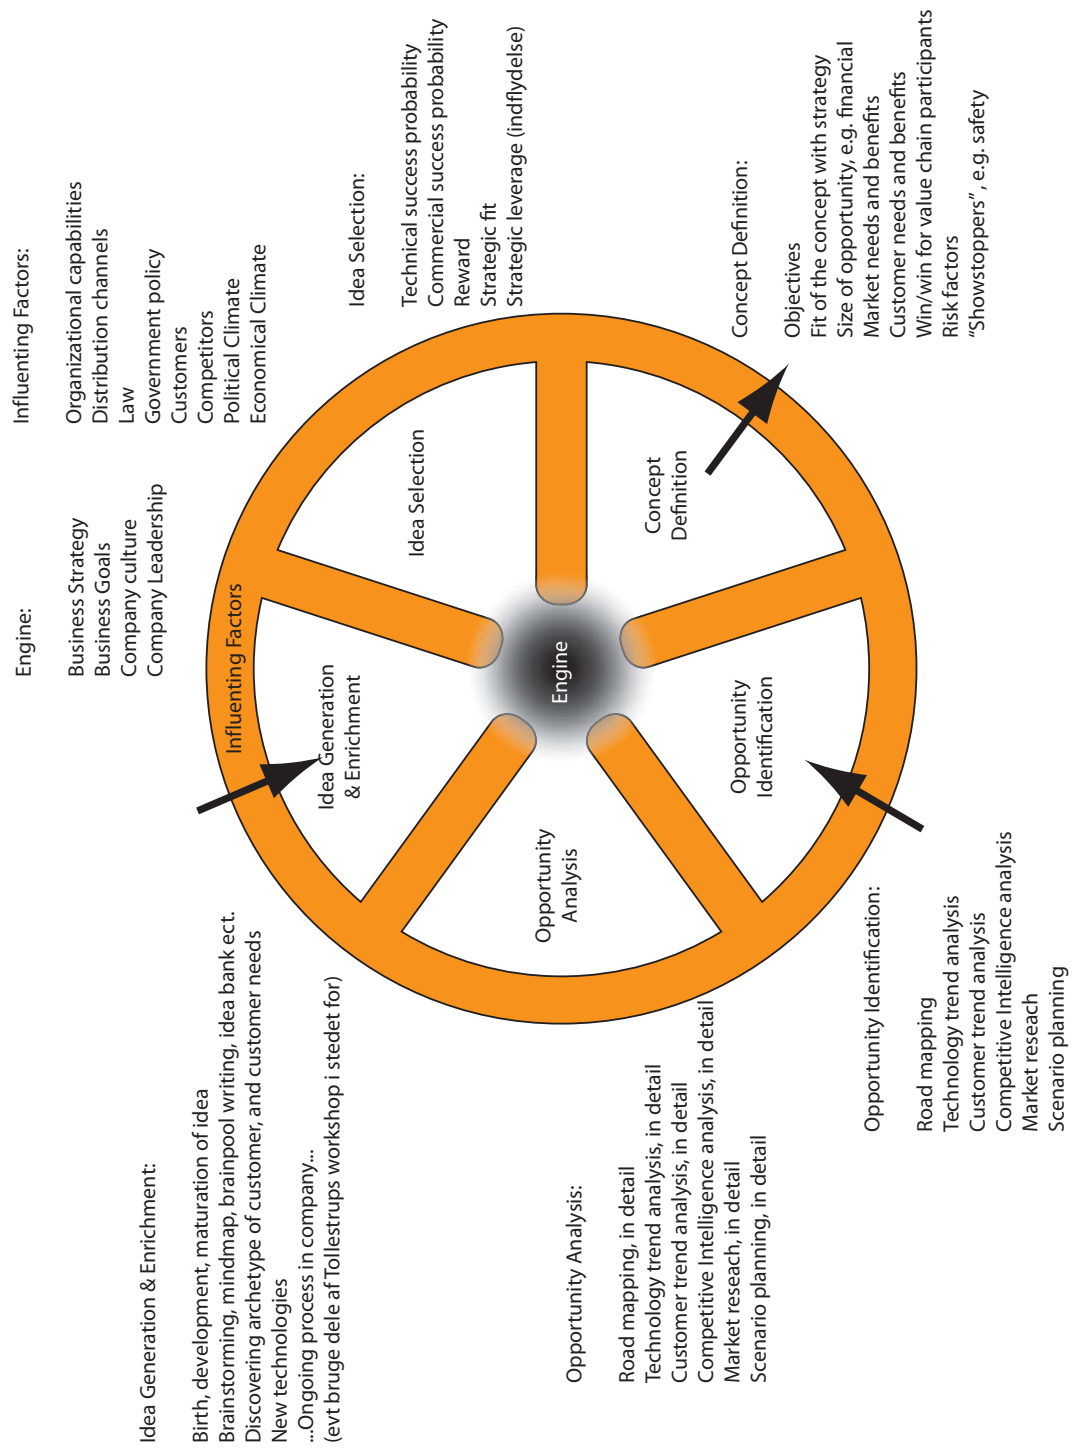 Idea Generation & Enrichment:
Birth, development, maturation of idea
Brainstorming, mindmap, brainpool writing, idea bank ect.
Discovering archetype of customer, and customer needs
New technologies
...Ongoing process in company...
(evt bruge dele af Tollestrups workshop i stedet for)
Engine:
Business Strategy
Business Goals
Company culture
Company Leadership
Influenting Factors:
Organizational capabilities
Distribution channels
Law
Government policy
Customers
Competitors
Political Climate
Economical Climate
Idea Selection:
Technical success probability
Commercial success probability
Reward
Strategic fit
Strategic leverage (indflydelse)
Influenting Factors
Idea Generation
& Enrichment
Idea Selection
Engine
Opportunity
Analysis
Concept
Definition
Opportunity
Identification
Opportunity Analysis:
Road mapping, in detail
Technology trend analysis, in detail
Customer trend analysis, in detail
Competitive Intelligence analysis, in detail
Market reseach, in detail
Scenario planning, in detail
Opportunity Identification:
Road mapping
Technology trend analysis
Customer trend analysis
Competitive Intelligence analysis
Market reseach
Scenario planning
Concept Definition:
Objectives
Fit of the concept with strategy
Size of opportunity, e.g. financial
Market needs and benefits
Customer needs and benefits
Win/win for value chain participants
Risk factors
“Showstoppers”, e.g. safety